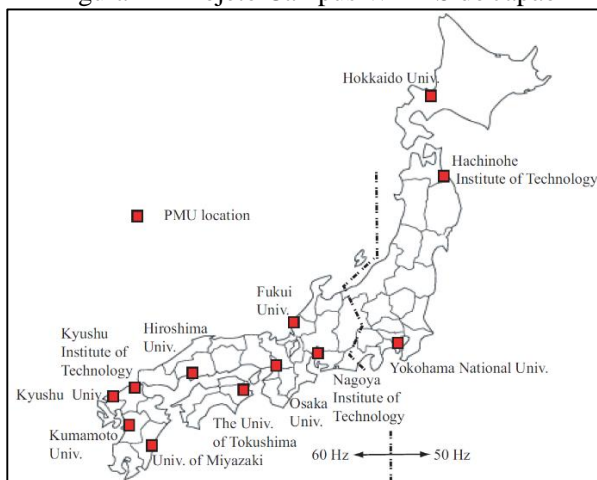 Hokkaido Univ.
Hachinohe
Institute of Technology
PMU location
Fukui
Univ.
Hiroshima
Univ.
Kyushu
Institute of
Technology
Kyushu Univ.
Kumamoto
Univ.
Univ. of Miyazaki
The Univ.
of Tokushima
Osaka
Univ.
Nagoya
Institute of
Technology
Yokohama National Univ.
60 Hz
50 Hz